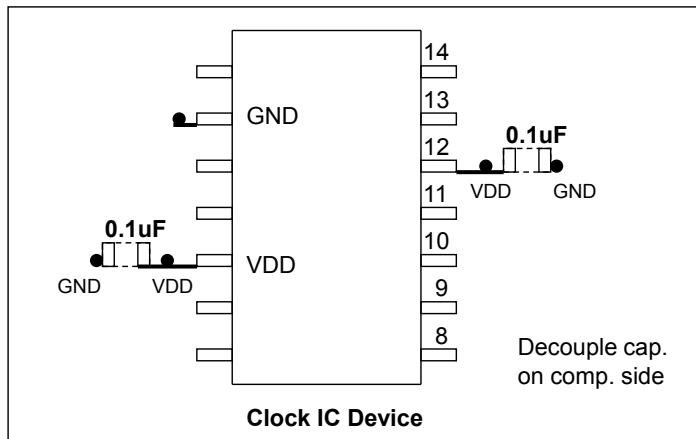 14
GND
13
12
0.1uF
VDD
GND
11
0.1uF
VDD
10
GND
VDD
9
8
Decouple cap.
on comp. side
Clock IC Device